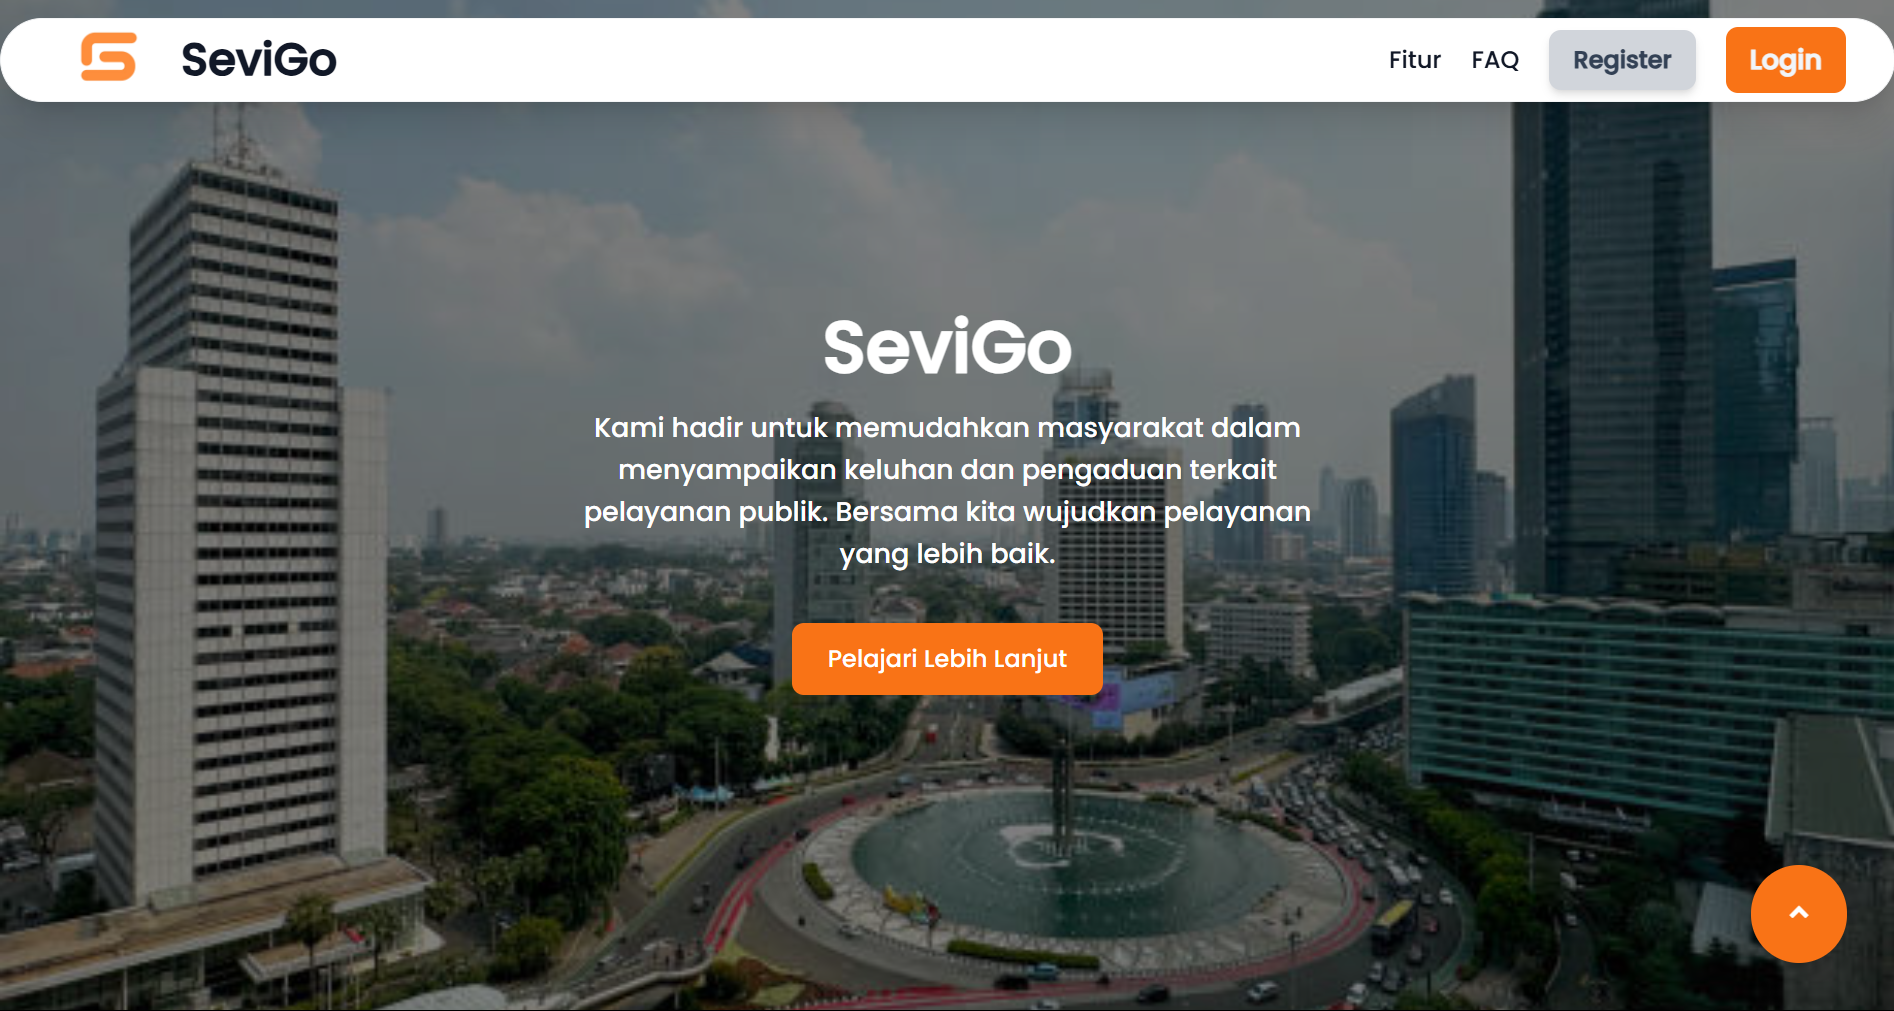 SeviGo
Fitur
FAQ
Register
Login
SeviGo
Kami hadir untuk memudahkan masyarakat dalam
menyampaikan keluhan dan pengaduan terkait
pelayanan publik. Bersama kita wujudkan pelayanan
yang lebih baik.
Pelajari Lebih Lanjut